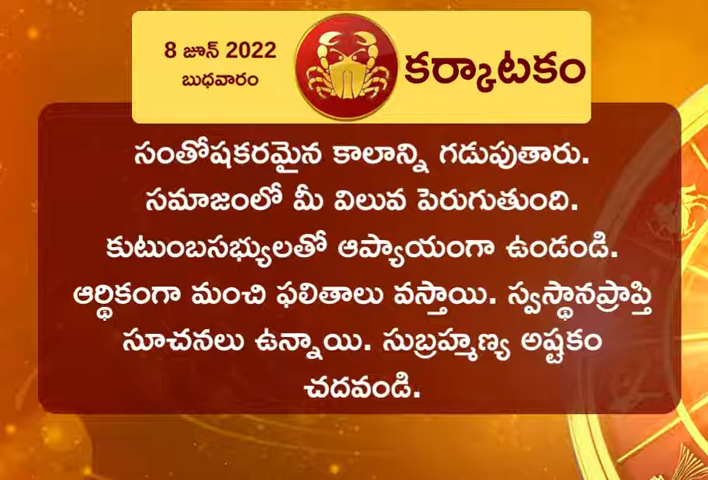 8 జూన్ 2022
బుధవారం
కర్కాటకం
సంతోషకరమైన కాలాన్ని గడుపుతారు.
సమాజంలో మీ విలువ పెరుగుతుంది.
కుటుంబసభ్యులతో ఆప్యాయంగా ఉండండి.
ఆర్థికంగా మంచి ఫలితాలు వస్తాయి. స్వస్థానప్రాప్తి
సూచనలు ఉన్నాయి. సుబ్రహ్మణ్య అష్టకం
చదవండి.